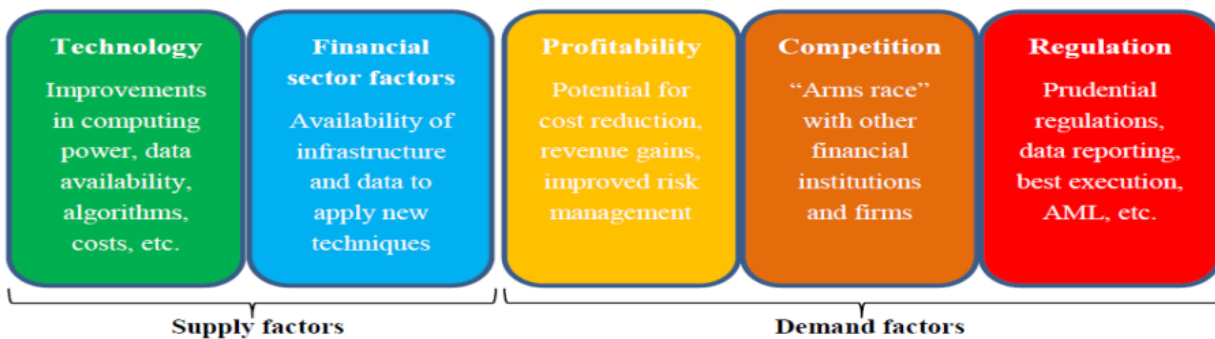 Technology
Improvements
in computing
power, data
availability,
algorithms,
costs, etc.
Financial
sector factors
Availability of
infrastructure
and data to
apply new
techniques
Profitability
Potential for
cost reduction,
revenue gains,
improved risk
management
Competition
“Arms race”
with other
financial
institutions
and firms
Regulation
Prudential
regulations,
data reporting,
best execution,
AML, etc.
Supply factors
Demand factors